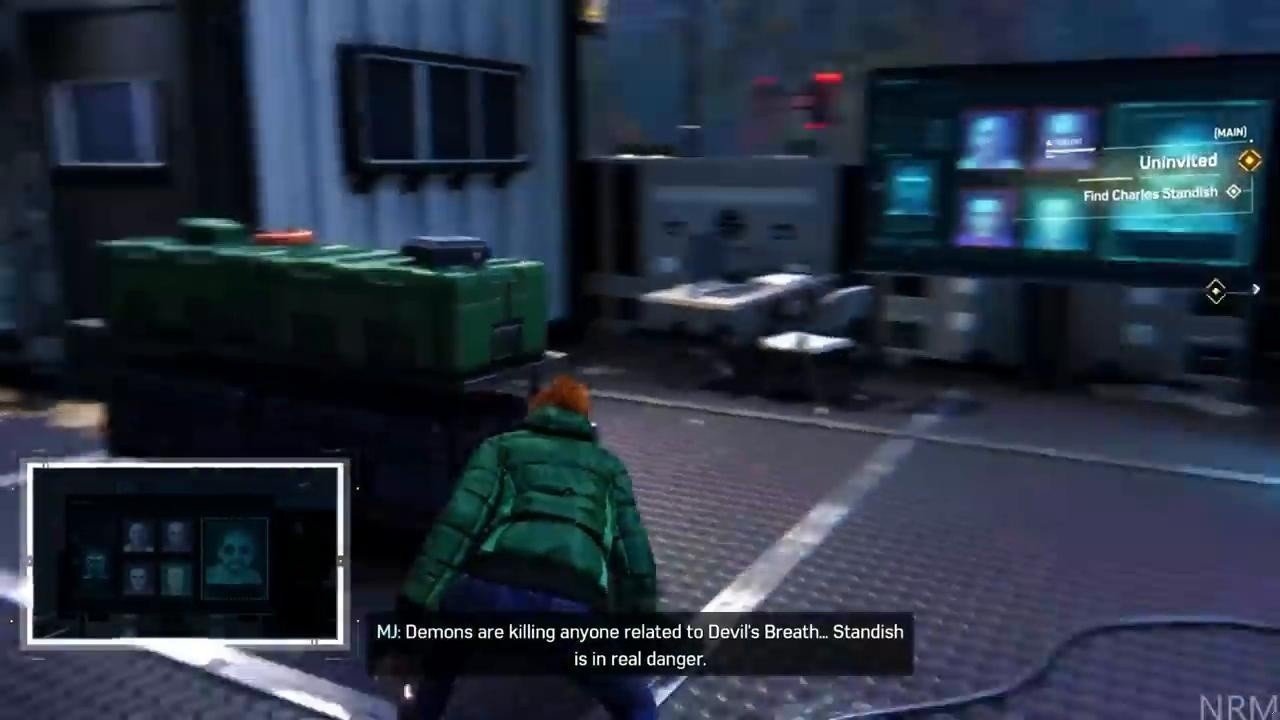 [MAIN]
Uninvited
Find Charles Standish
MJ: Demons are killing anyone related to Devil's Breath... Standish
is in real danger.
NRM